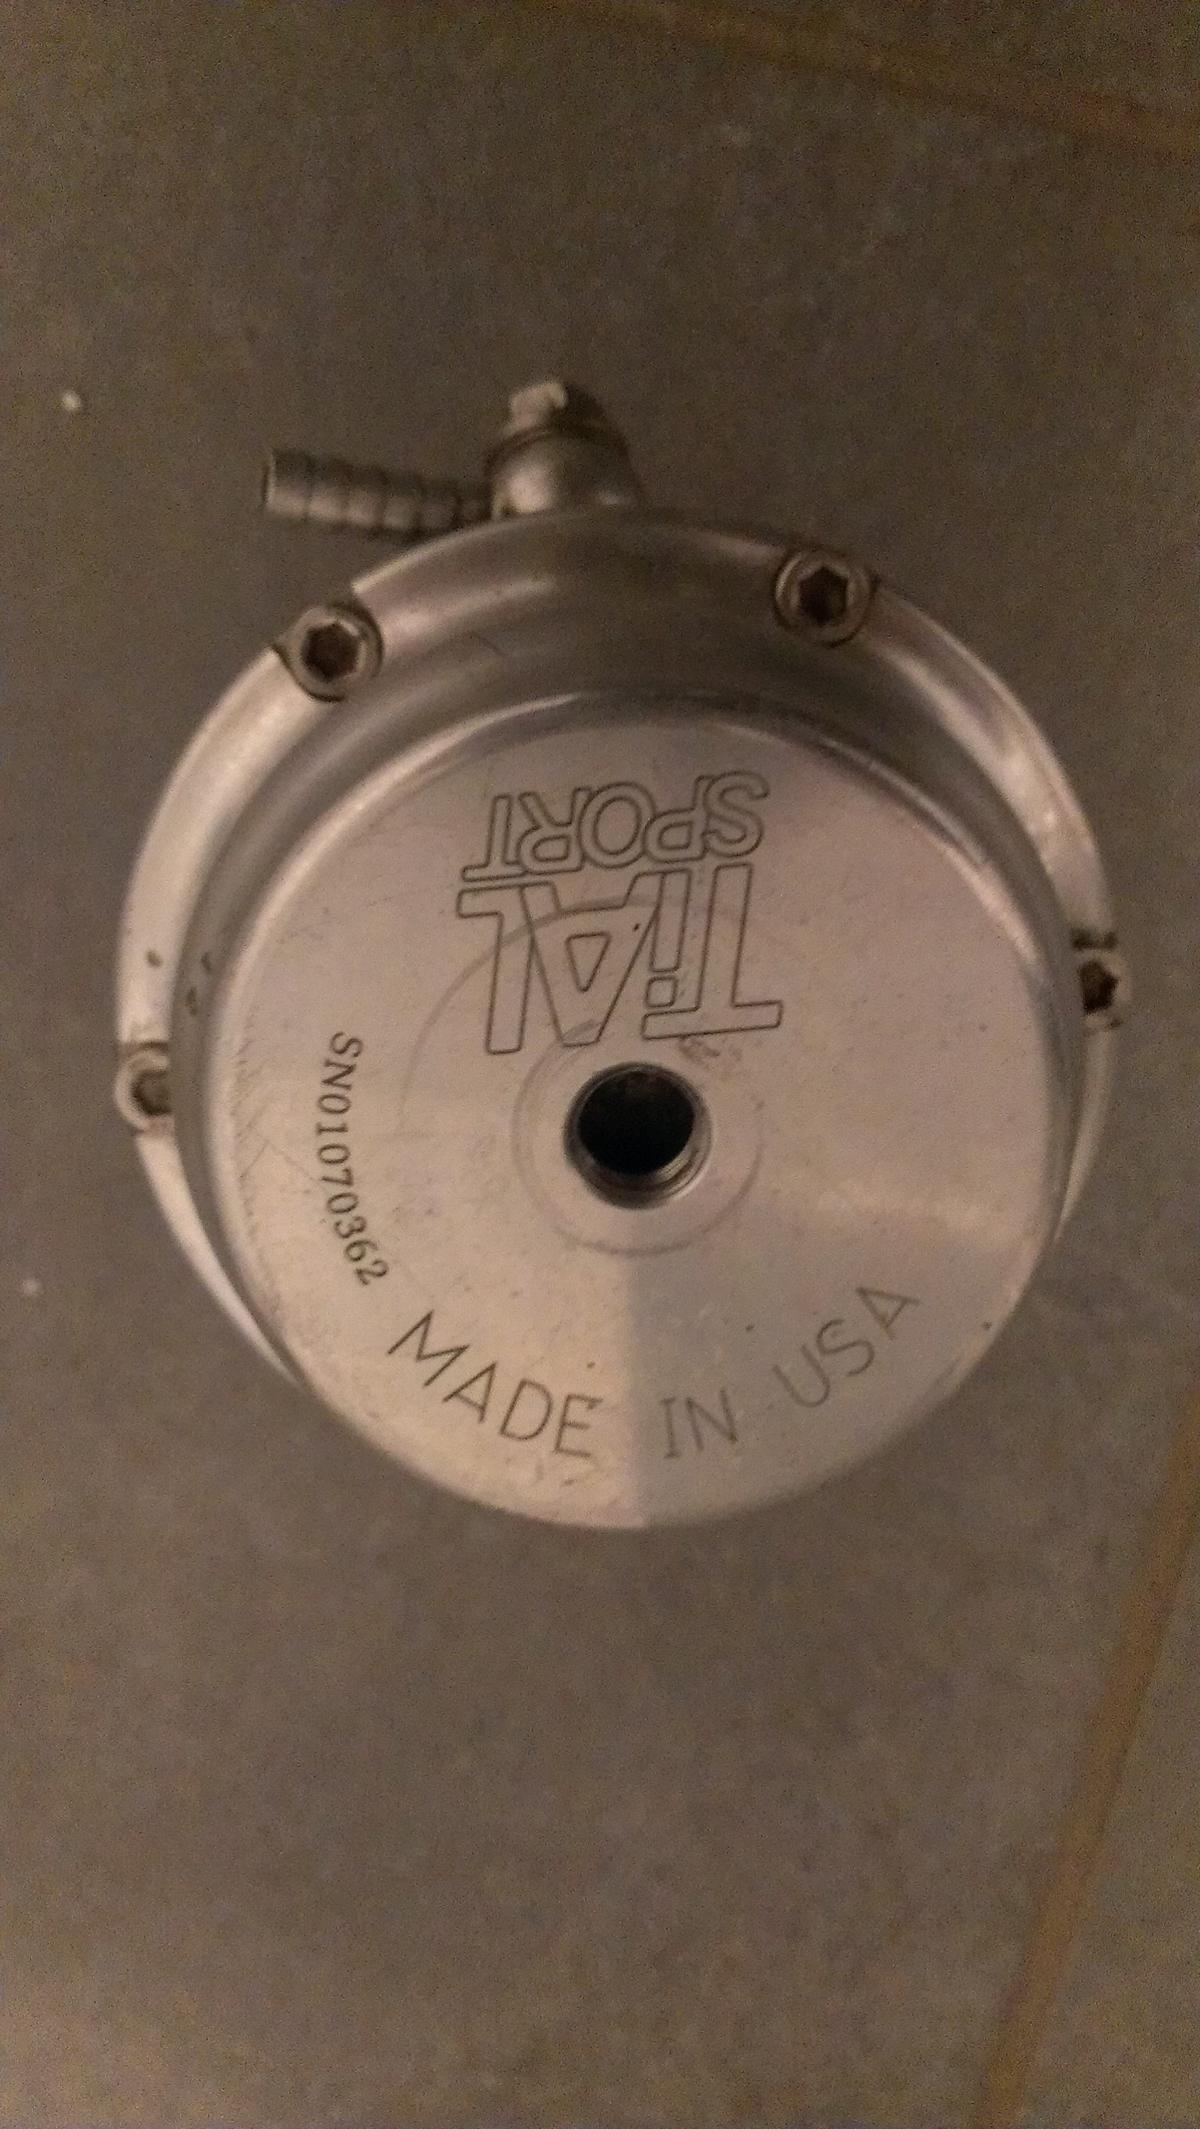 TiAL
SPORT
SN01070362
MADE IN USA